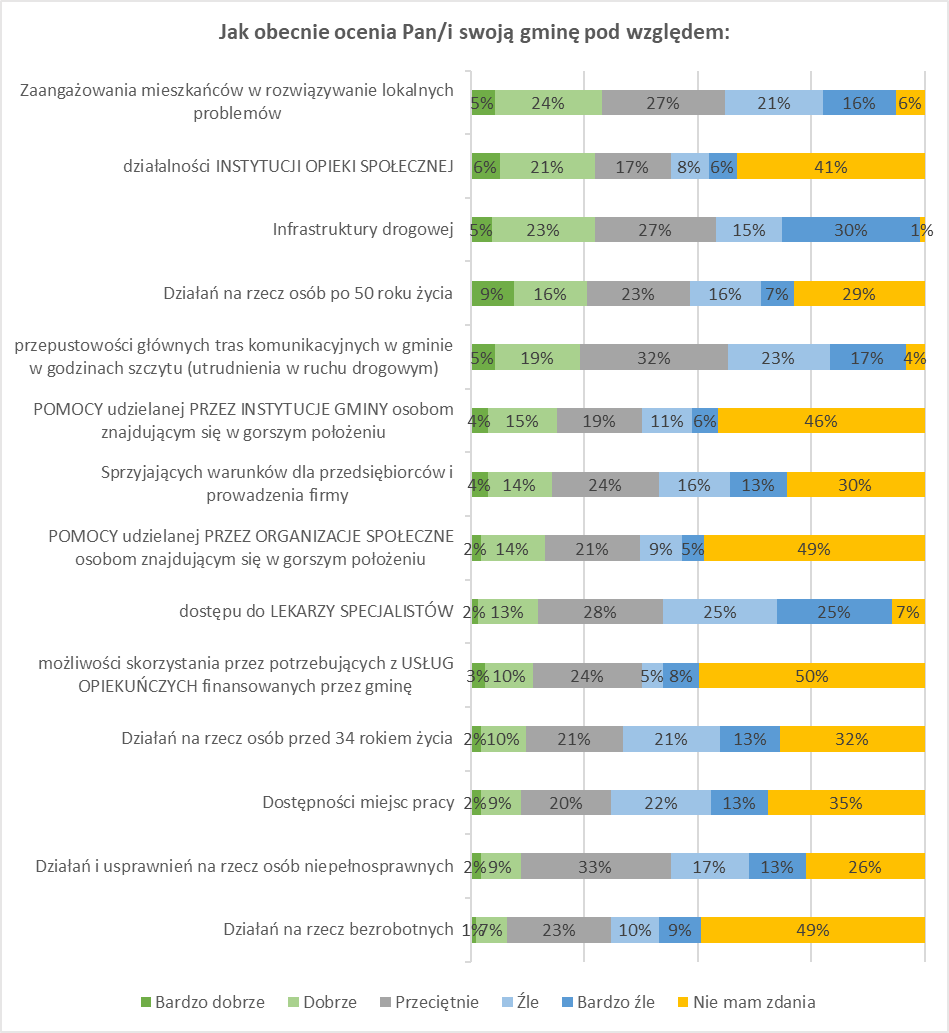 Jak obecnie ocenia Pan/i swoją gminę pod względem:
Zaangażowania mieszkańców w rozwiązywanie lokalnych
problemów
5% 24% 27% 21% 16% 6%
działalności INSTYTUCJI OPIEKI SPOŁECZNEJ
6% 21% 17% 8% 6% 41%
Infrastruktury drogowej
5% 23% 27% 15% 30% 1%
Działań na rzecz osób po 50 roku życia
9% 16% 23% 16% 7% 29%
przepustowości głównych tras komunikacyjnych w gminie
w godzinach szczytu (utrudnienia w ruchu drogowym)
5% 19% 32% 23% 17% 4%
POMOCY udzielanej PRZEZ INSTYTUCJE GMINY osobom
znajdującym się w gorszym położeniu
4% 15% 19% 11% 6% 46%
Sprzyjających warunków dla przedsiębiorców i
prowadzenia firmy
4% 14% 24% 16% 13% 30%
POMOCY udzielanej PRZEZ ORGANIZACJE SPOŁECZNE
osobom znajdującym się w gorszym położeniu
2% 14% 21% 9% 5% 49%
dostępu do LEKARZY SPECJALISTÓW
2% 13% 28% 25% 25% 7%
możliwości skorzystania przez potrzebujących z USŁUG
OPIEKUŃCZYCH finansowanych przez gminę
3% 10% 24% 5% 8% 50%
Działań na rzecz osób przed 34 rokiem życia
2% 10% 21% 21% 13% 32%
Dostępności miejsc pracy
2% 9% 20% 22% 13% 35%
Działań i usprawnień na rzecz osób niepełnosprawnych
2% 9% 33% 17% 13% 26%
Działań na rzecz bezrobotnych
1% 7% 23% 10% 9% 49%
Bardzo dobrze Dobrze Przeciętnie Źle Bardzo źle Nie mam zdania